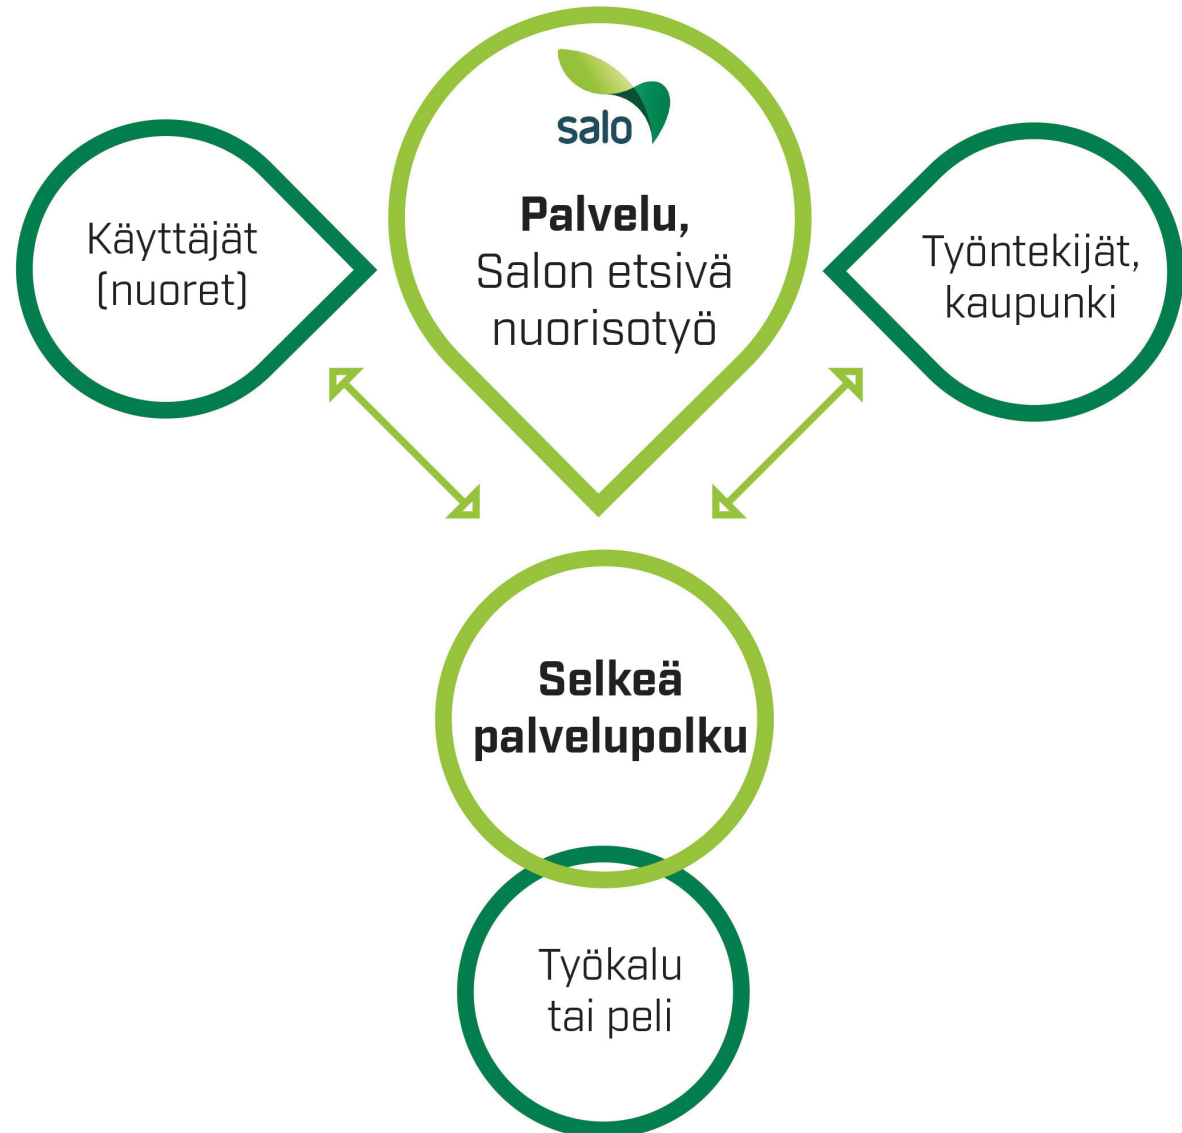 salo
Palvelu,
Salon etsivä
nuorisotyö
Käyttäjät
(nuoret)
Työntekijät,
kaupunki
Selkeä
palvelupolku
Työkalu
tai peli